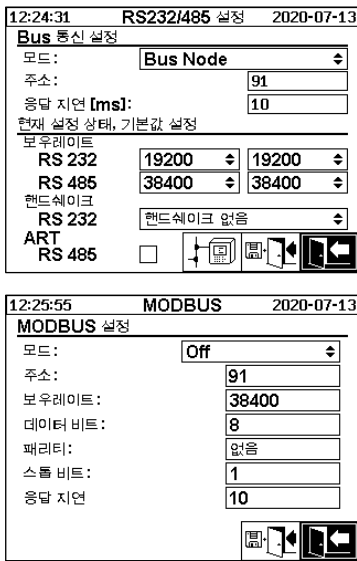 12:24:31 RS232/485 설정 2020-07-13
Bus 통신 설정
모드: Bus Node
주소: 91
응답 지연 [ms]: 10
현재 설정 상태, 기본값 설정
보우레이트
RS 232 19200 19200
RS 485 38400 38400
핸드쉐이크
RS 232 핸드쉐이크 없음
ART
RS 485
12:25:55 MODBUS 2020-07-13
MODBUS 설정
모드: Off
주소: 91
보우레이트: 38400
데이터 비트: 8
패리티: 없음
스톱 비트: 1
응답 지연 10